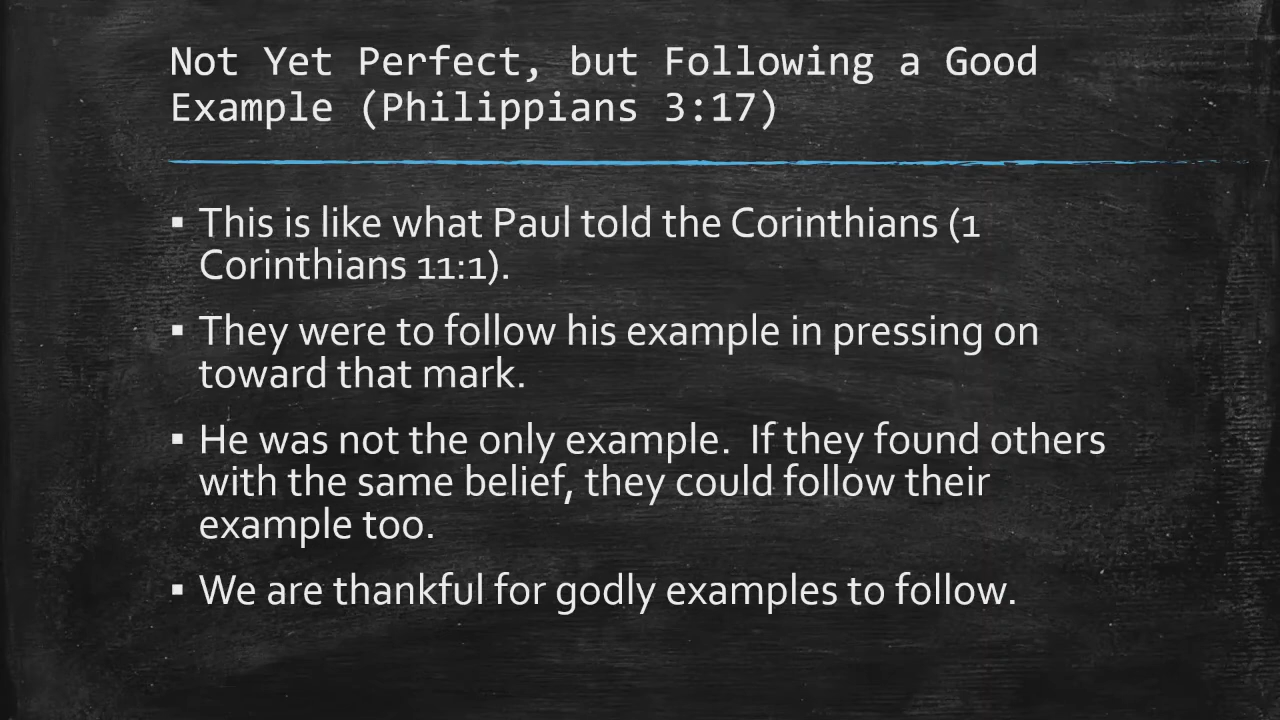 Not Yet Perfect, but Following a Good
Example (Philippians 3:17)
▪ This is like what Paul told the Corinthians (1
Corinthians 11:1).
▪ They were to follow his example in pressing on
toward that mark.
▪ He was not the only example.  If they found others
with the same belief, they could follow their
example too.
▪ We are thankful for godly examples to follow.